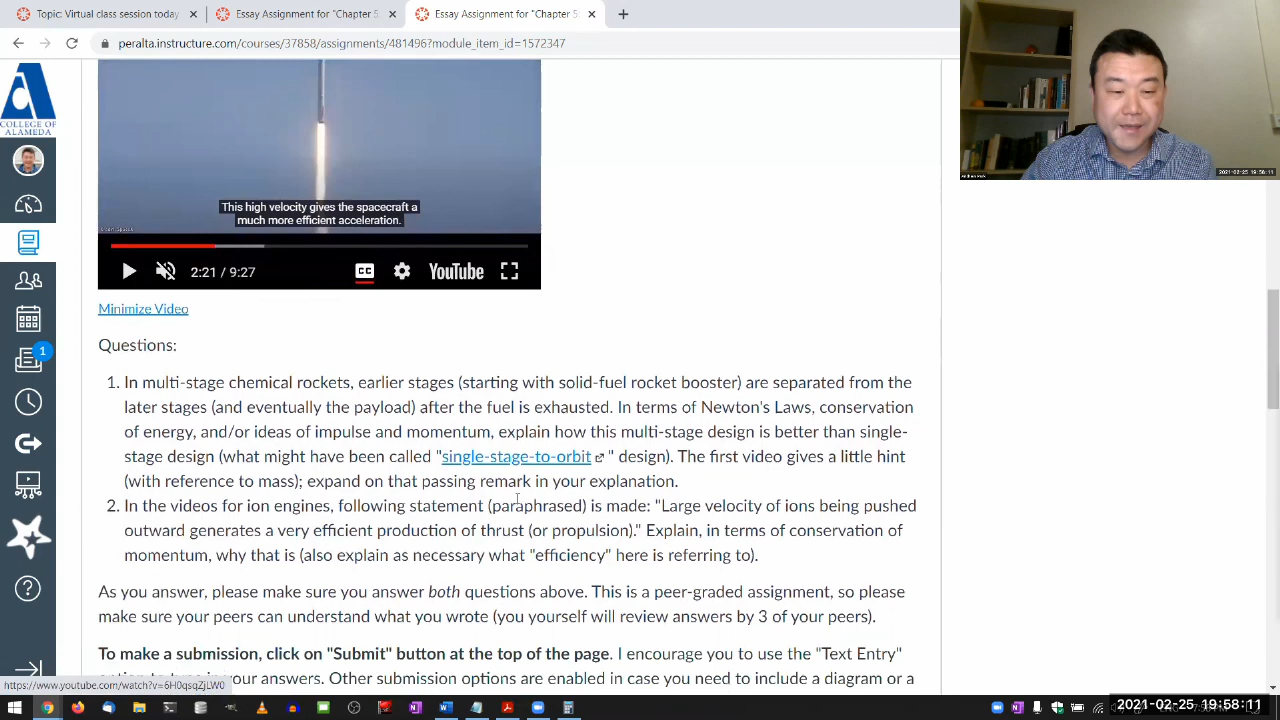 Topic: Virtual class session today
Essay Assignment for "Chapter 5
Essay Assignment for "Chapter 5
peralta.instructure.com/courses/37858/assignments/481496?module_item_id=1572347
COLLEGE OF
ALAMEDA
1
2021-02-25 19:58:11
This high velocity gives the spacecraft a
much more efficient acceleration.
2:21 / 9:27
CC
YouTube
Minimize Video
Questions:
1. In multi-stage chemical rockets, earlier stages (starting with solid-fuel rocket booster) are separated from the
later stages (and eventually the payload) after the fuel is exhausted. In terms of Newton's Laws, conservation
of energy, and/or ideas of impulse and momentum, explain how this multi-stage design is better than single-
stage design (what might have been called "single-stage-to-orbit " design). The first video gives a little hint
(with reference to mass); expand on that passing remark in your explanation.
2. In the videos for ion engines, following statement (paraphrased) is made: "Large velocity of ions being pushed
outward generates a very efficient production of thrust (or propulsion)." Explain, in terms of conservation of
momentum, why that is (also explain as necessary what "efficiency" here is referring to).
As you answer, please make sure you answer both questions above. This is a peer-graded assignment, so please
make sure your peers can understand what you wrote (you yourself will review answers by 3 of your peers).
To make a submission, click on "Submit" button at the top of the page. I encourage you to use the "Text Entry"
your answers. Other submission options are enabled in case you need to include a diagram or a
https://www.youtube.com/watch?v=6H0qsqZjLW0
2021-02-25 19:58:11